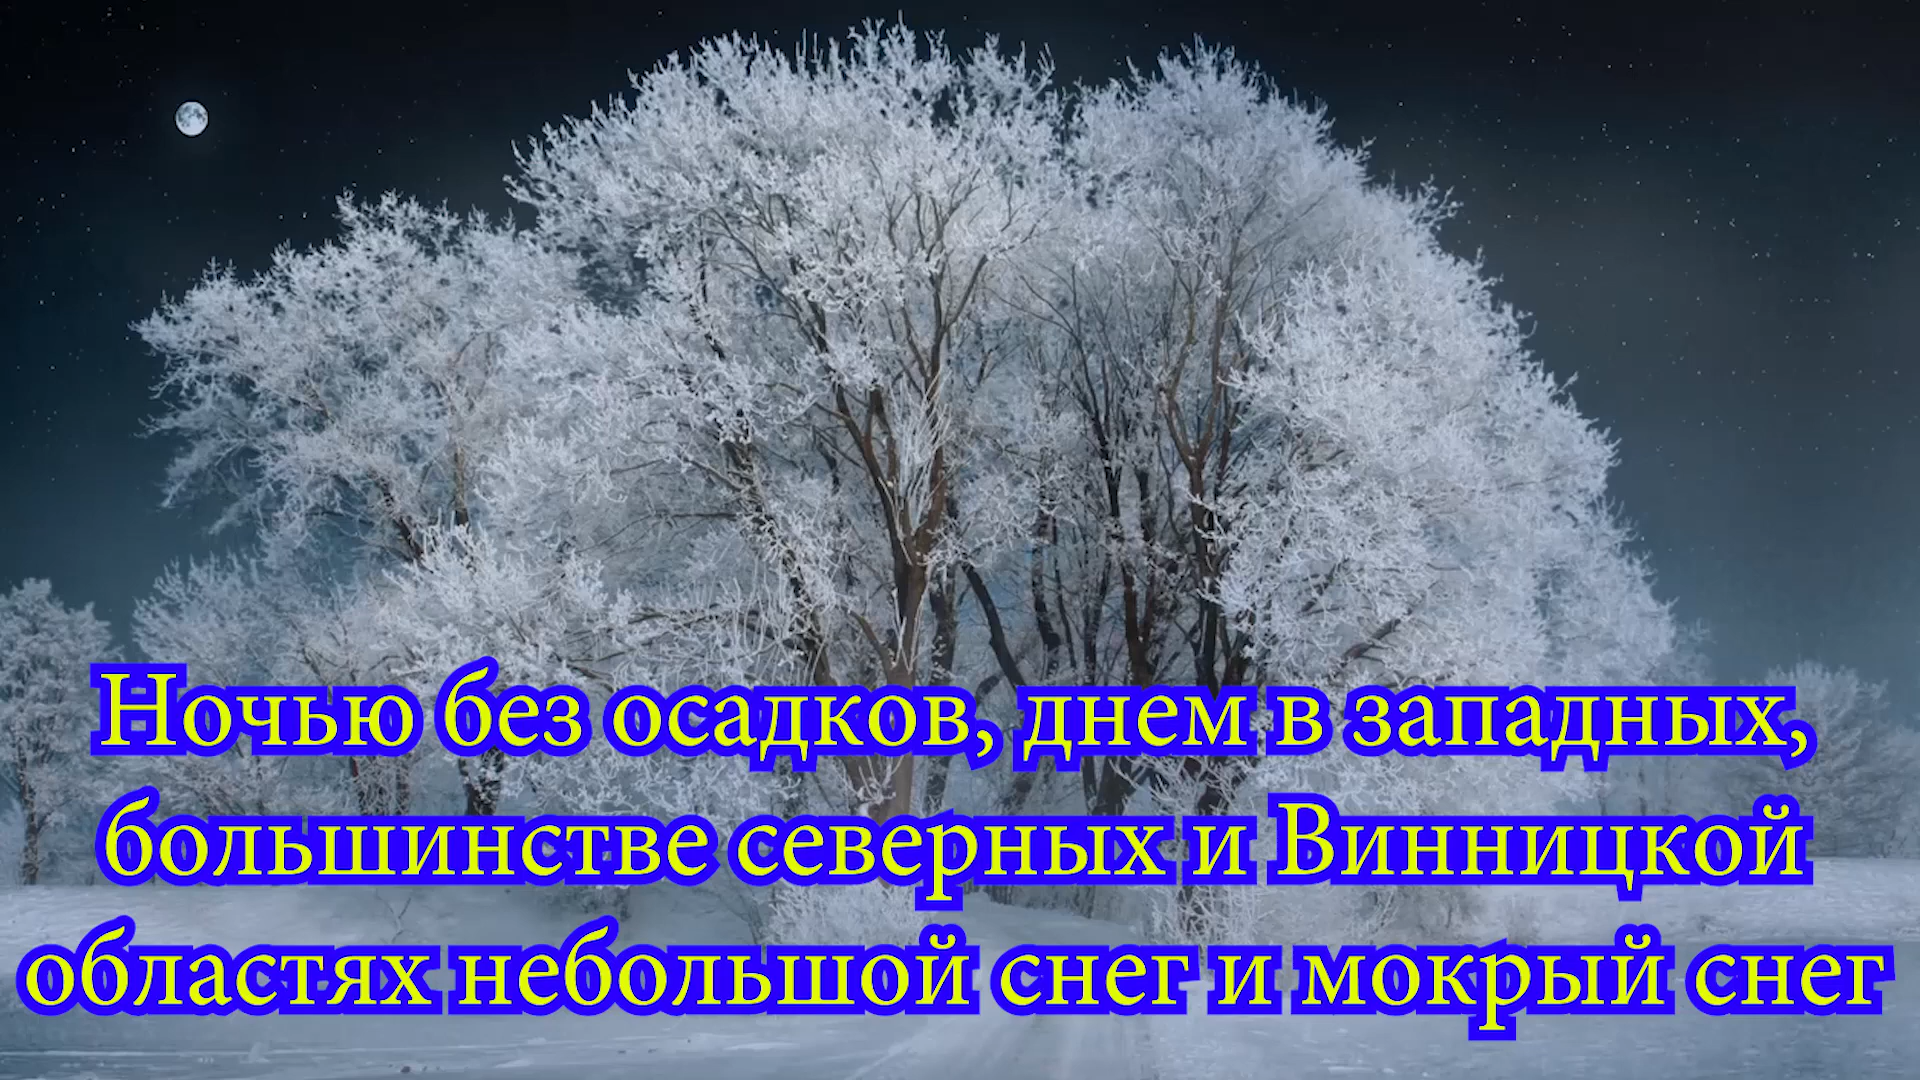 Ночью без осадков, днем в западных,
большинстве северных и Винницкой
областях небольшой снег и мокрый снег